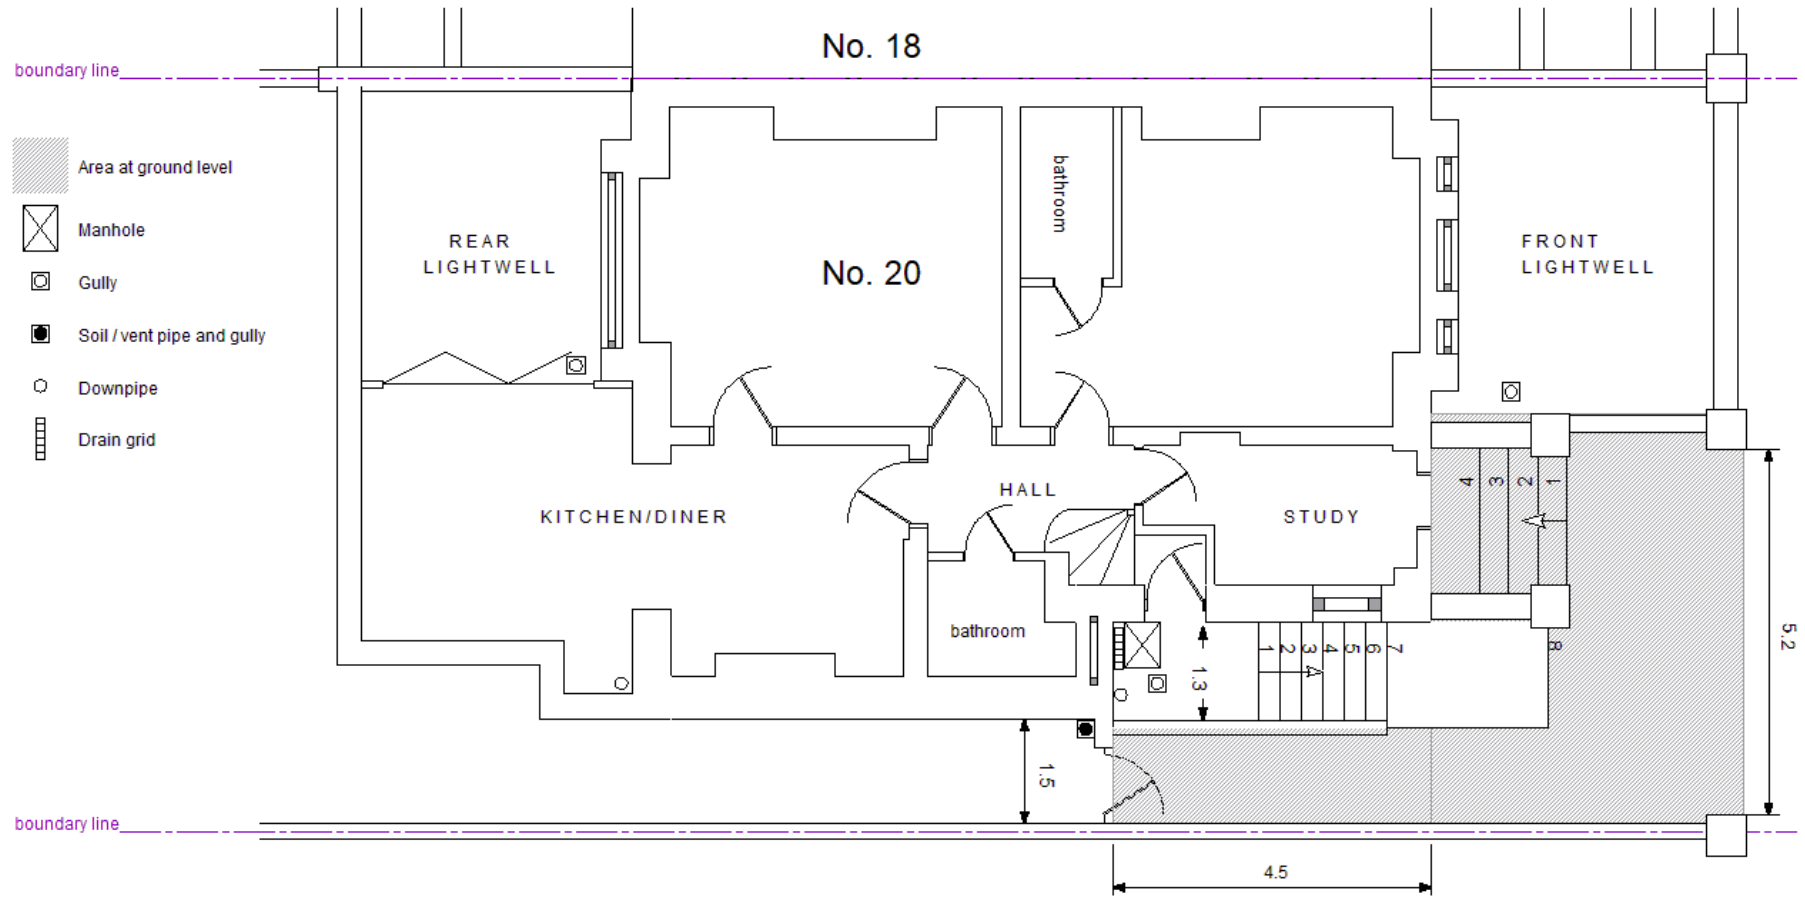 No. 18
boundary line
Area at ground level
Manhole
Gully
Soil / vent pipe and gully
Downpipe
Drain grid
boundary line
REAR
LIGHTWELL
No. 20
bathroom
FRONT
LIGHTWELL
KITCHEN/DINER
HALL
STUDY
4 3 2 1
bathroom
1 2 3 4 5 6 7
8
1.3
1.5
5.2
4.5